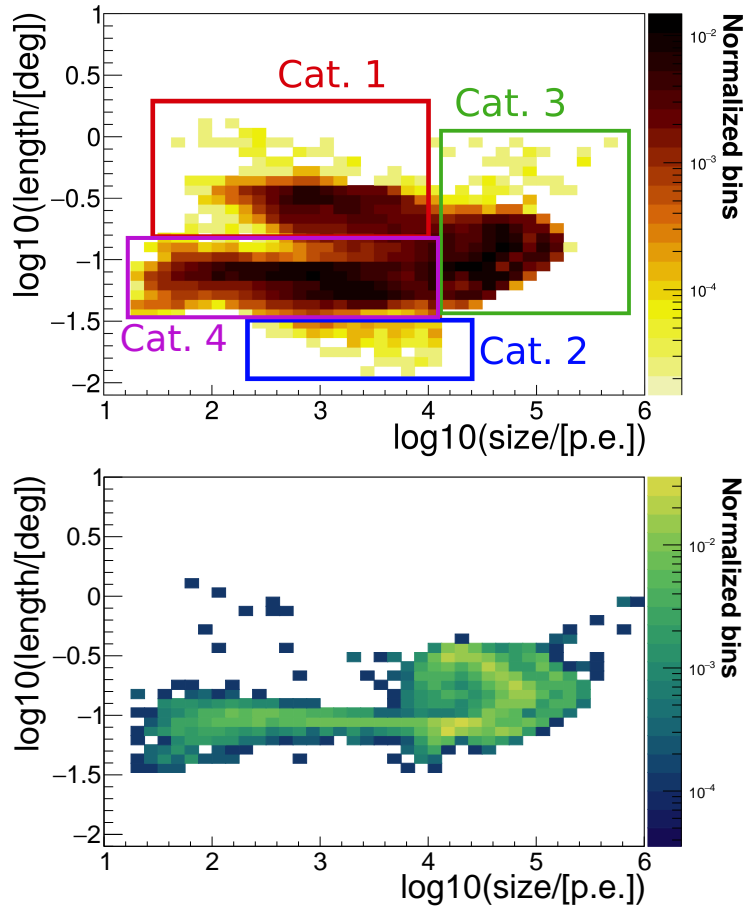 1
0.5
0
−0.5
−1
−1.5
−2
log10(length/[deg])
Cat. 1
Cat. 3
Cat. 4
Cat. 2
1 2 3 4 5 6
log10(size/[p.e.])
10⁻²
10⁻³
10⁻⁴
Normalized bins
1
0.5
0
−0.5
−1
−1.5
−2
log10(length/[deg])
1 2 3 4 5 6
log10(size/[p.e.])
10⁻²
10⁻³
10⁻⁴
Normalized bins